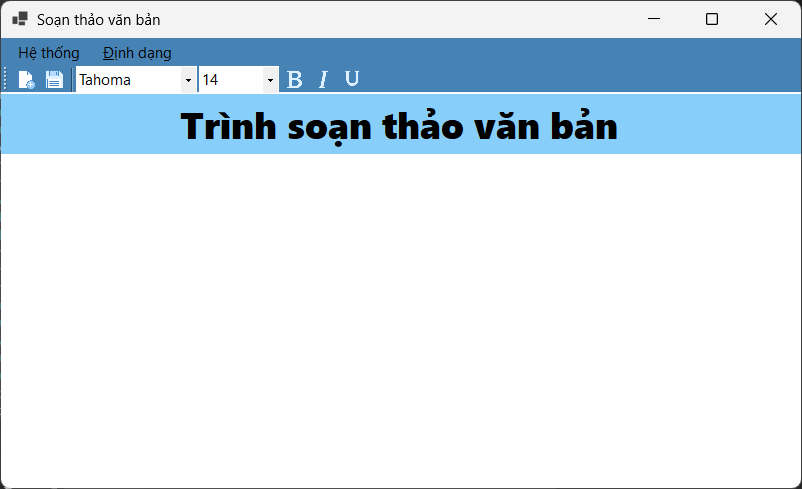 Soạn thảo văn bản
Hệ thống Định dạng
Tahoma 14 B I U
Trình soạn thảo văn bản